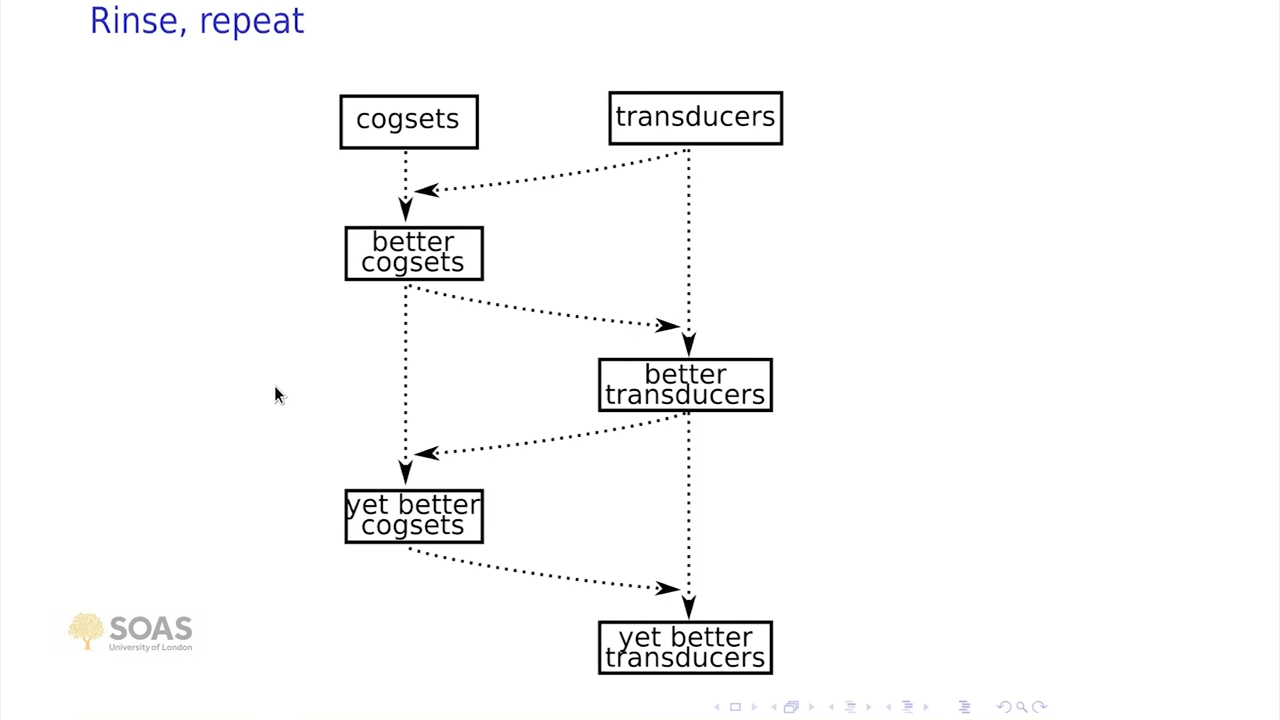 Rinse, repeat
cogsets
transducers
better
cogsets
better
transducers
yet better
cogsets
yet better
transducers
SOAS
University of London